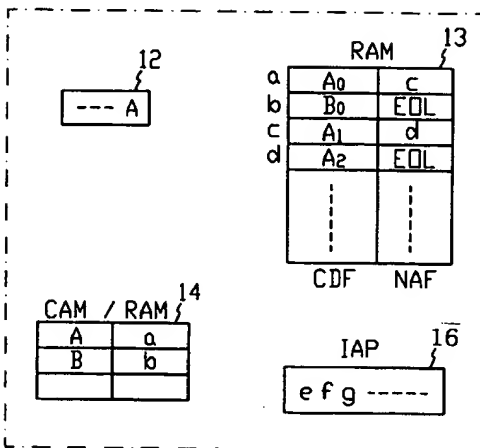 12
--- A
RAM 13
a A0 c
b B0 EOL
c A1 d
d A2 EOL
CDF NAF
CAM / RAM 14
A a
B b
IAP 16
e f g -----